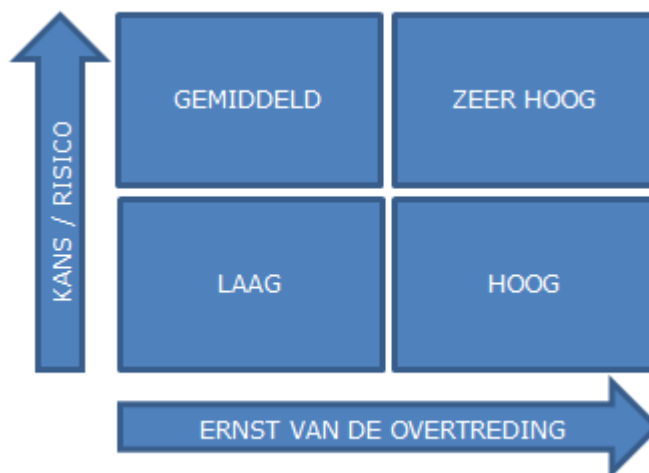 GEMIDDELD
ZEER HOOG
KANS / RISICO
LAAG
HOOG
ERNST VAN DE OVERTREDING